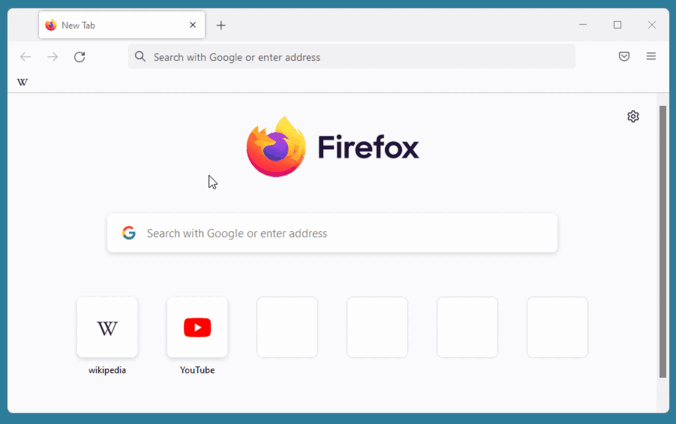 New Tab
Search with Google or enter address
W
Firefox
Search with Google or enter address
W
wikipedia
YouTube